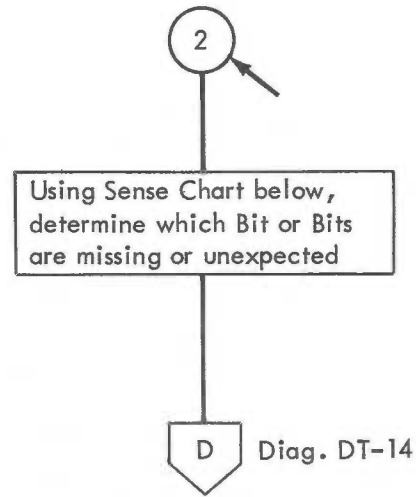 2
Using Sense Chart below,
determine which Bit or Bits
are missing or unexpected
D Diag. DT-14